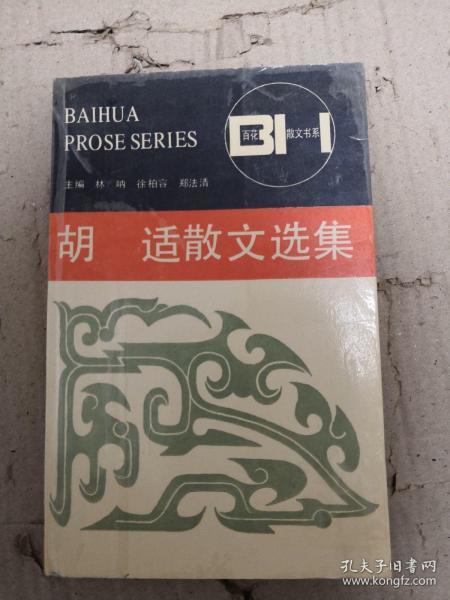 BAIHUA
PROSE SERIES
百花
BH
散文书系
主编 林呐 徐柏容 郑法清
胡 适散文选集
孔夫子旧书网
www.kongfz.com